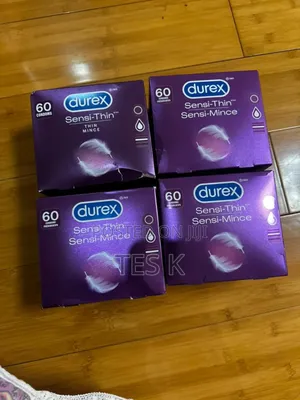 60
CONDOMS
durex
Sensi-Thin™
THIN
MINCE
60
durex
Sensi-Thin™
Sensi-Mince
60
durex
Sensi-Thin™
Sensi-Mince
60
durex
Sensi-Thin™
Sensi-Mince
TES K